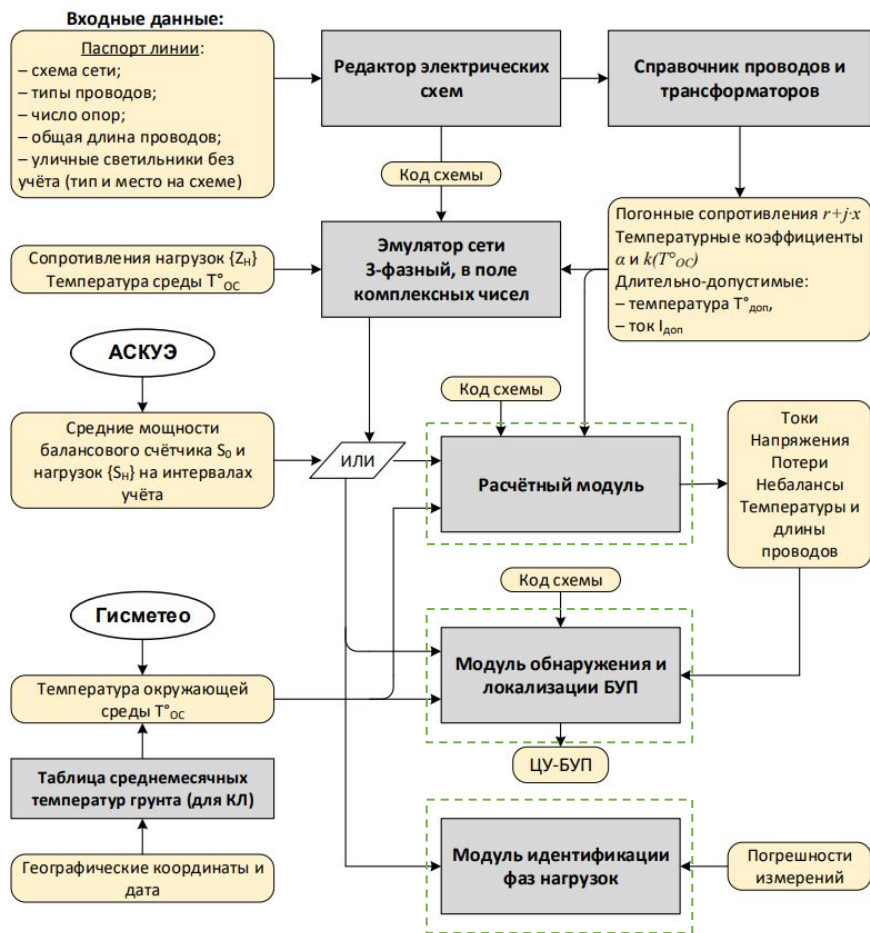 Входные данные:
Паспорт линии:
– схема сети;
– типы проводов;
– число опор;
– общая длина проводов;
– уличные светильники без
учёта (тип и место на схеме)
Редактор электрических
схем
Справочник проводов и
трансформаторов
Код схемы
Погонные сопротивления r+j·x
Температурные коэффициенты
α и k(T°ОС)
Длительно-допустимые:
– температура T°доп,
– ток Iдоп
Сопротивления нагрузок {ZН}
Температура среды T°ОС
Эмулятор сети
3-фазный, в поле
комплексных чисел
АСКУЭ
Средние мощности
балансового счётчика S0 и
нагрузок {SН} на интервалах
учёта
ИЛИ
Код схемы
Расчётный модуль
Токи
Напряжения
Потери
Небалансы
Температуры и
длины
проводов
Гисметео
Код схемы
Температура окружающей
среды T°ОС
Модуль обнаружения и
локализации БУП
ЦУ-БУП
Таблица среднемесячных
температур грунта (для КЛ)
Географические координаты и
дата
Модуль идентификации
фаз нагрузок
Погрешности
измерений